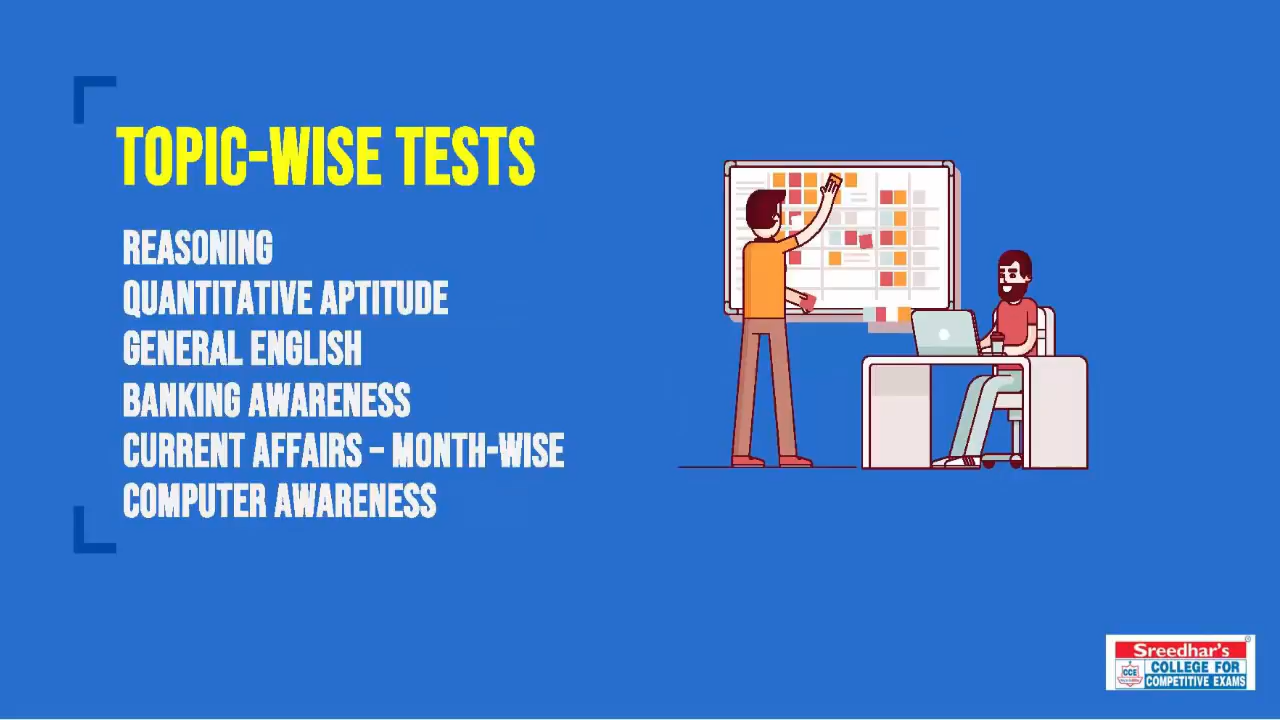 TOPIC-WISE TESTS
REASONING
QUANTITATIVE APTITUDE
GENERAL ENGLISH
BANKING AWARENESS
CURRENT AFFAIRS – MONTH-WISE
COMPUTER AWARENESS
Sreedhar's ®
CCE
COLLEGE FOR
COMPETITIVE EXAMS